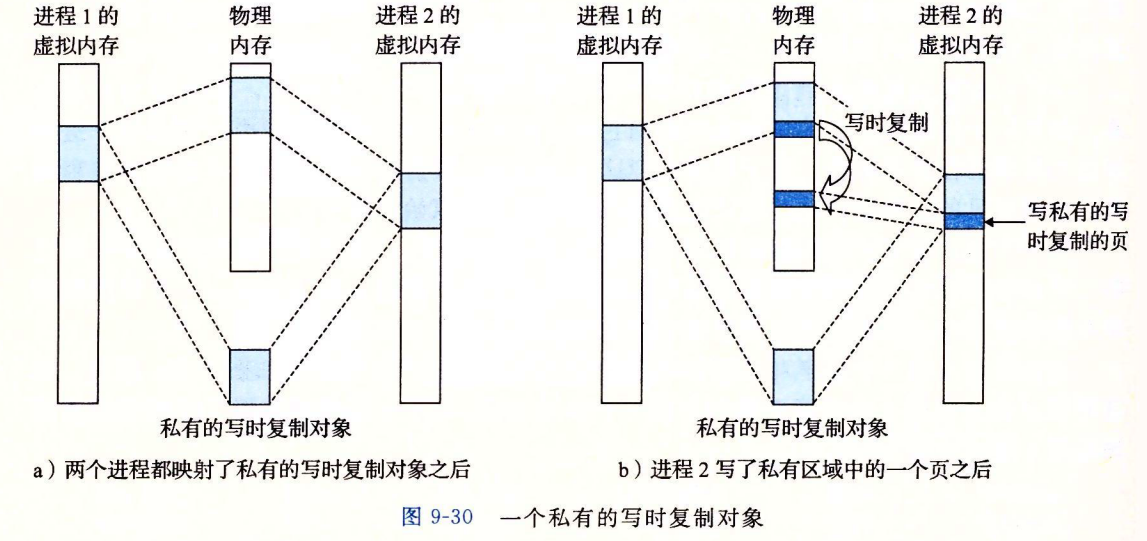 进程 1 的
虚拟内存
物理
内存
进程 2 的
虚拟内存
私有的写时复制对象
a）两个进程都映射了私有的写时复制对象之后
进程 1 的
虚拟内存
物理
内存
进程 2 的
虚拟内存
写时复制
写私有的写
时复制的页
私有的写时复制对象
b）进程 2 写了私有区域中的一个页之后
图 9-30 一个私有的写时复制对象